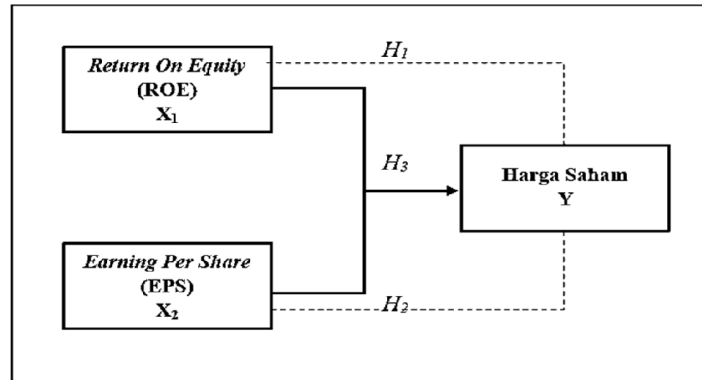 H₁
Return On Equity
(ROE)
X₁
H₃
Harga Saham
Y
Earning Per Share
(EPS)
X₂
H₂